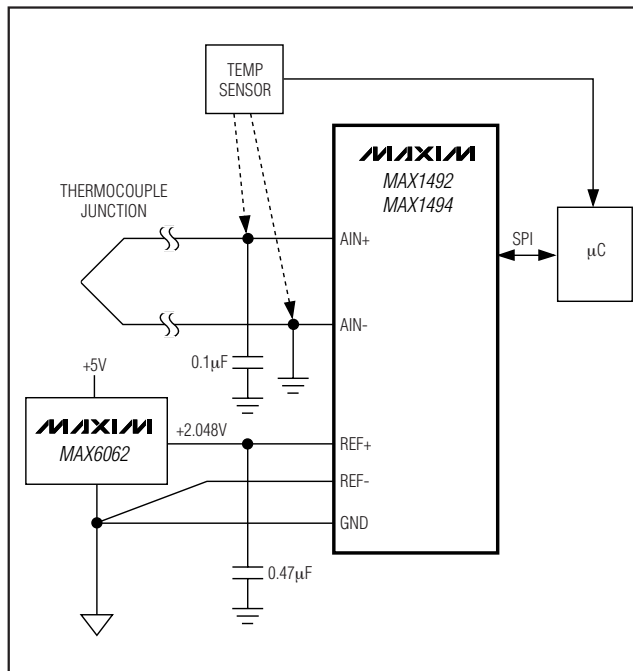 TEMP
SENSOR
MAXIM
MAX1492
MAX1494
THERMOCOUPLE
JUNCTION
AIN+
SPI
µC
AIN-
0.1µF
+5V
MAXIM
MAX6062
+2.048V
REF+
REF-
GND
0.47µF